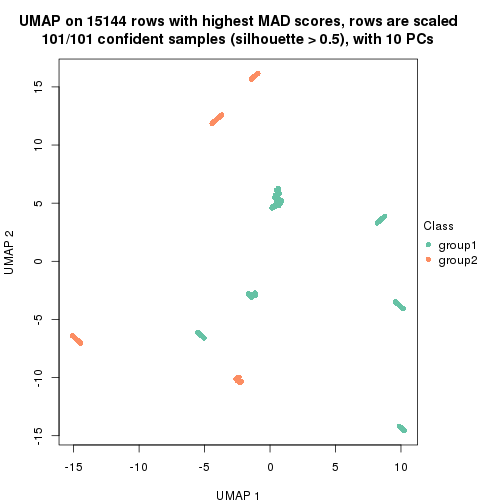 UMAP on 15144 rows with highest MAD scores, rows are scaled
101/101 confident samples (silhouette > 0.5), with 10 PCs
15
10
5
0
-5
-10
-15
UMAP 2
-15
-10
-5
0
5
10
UMAP 1
Class
group1
group2